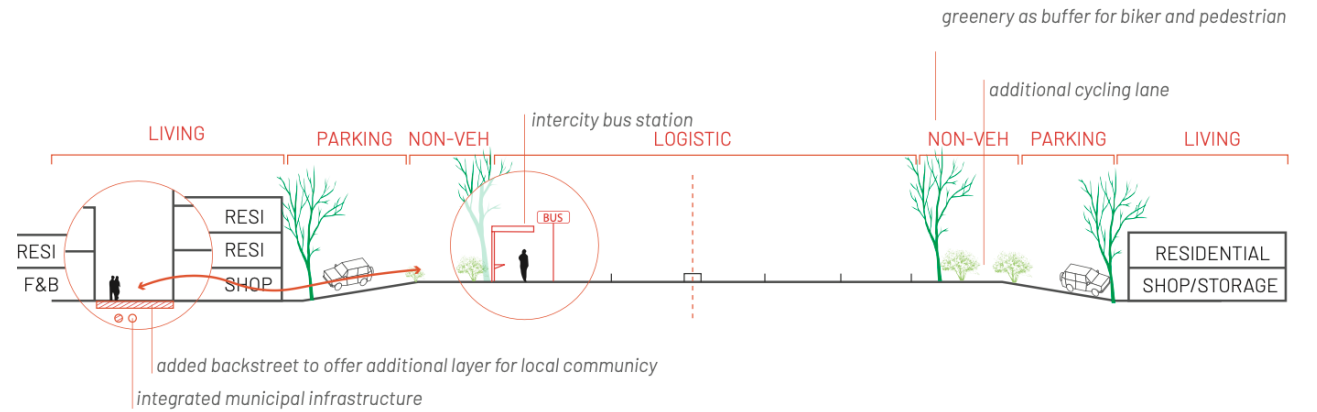 greenery as buffer for biker and pedestrian
additional cycling lane
intercity bus station
LIVING
PARKING
NON-VEH
LOGISTIC
NON-VEH
PARKING
LIVING
RESI
BUS
RESI
RESI
RESIDENTIAL
F&B
SHOP
SHOP/STORAGE
added backstreet to offer additional layer for local communicy
integrated municipal infrastructure